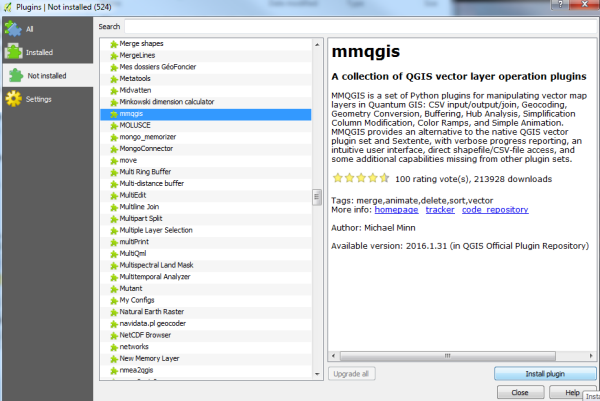 Plugins | Not installed (524)
All
Installed
Not installed
Settings
Search
Merge shapes
MergeLines
Mes dossiers GéoFoncier
Metatools
Midvatten
Minkowski dimension calculator
mmqgis
MOLUSCE
mongo_memorizer
MongoConnector
move
Multi Ring Buffer
Multi-distance buffer
MultiEdit
Multiline Join
Multipart Split
Multiple Layer Selection
multiPrint
MultiQml
Multispectral Land Mask
Multitemporal Analyzer
Mutant
My Configs
Natural Earth Raster
navidata.pl geocoder
NetCDF Browser
networks
New Memory Layer
nmea2qgis
mmqgis
A collection of QGIS vector layer operation plugins
MMQGIS is a set of Python plugins for manipulating vector map
layers in Quantum GIS: CSV input/output/join, Geocoding,
Geometry Conversion, Buffering, Hub Analysis, Simplification
Column Modification, Color Ramps, and Simple Animation.
MMQGIS provides an alternative to the native QGIS vector
plugin set and Sextente, with verbose progress reporting, an
intuitive user interface, direct shapefile/CSV-file access, and
some additional capabilities missing from other plugin sets.
100 rating vote(s), 213928 downloads
Tags: merge,animate,delete,sort,vector
More info: homepage tracker code_repository
Author: Michael Minn
Available version: 2016.1.31 (in QGIS Official Plugin Repository)
Upgrade all
Install plugin
Close
Help
Insta